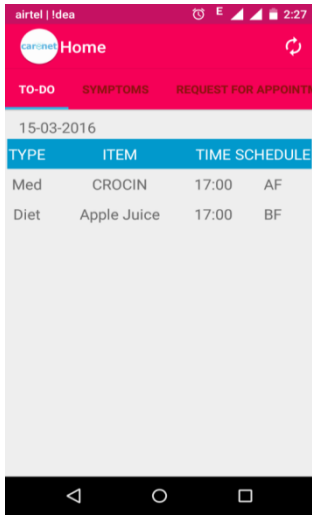 airtel | !dea E 2:27
carenet Home
TO-DO SYMPTOMS REQUEST FOR APPOINTM
15-03-2016
TYPE ITEM TIME SCHEDULE
Med CROCIN 17:00 AF
Diet Apple Juice 17:00 BF